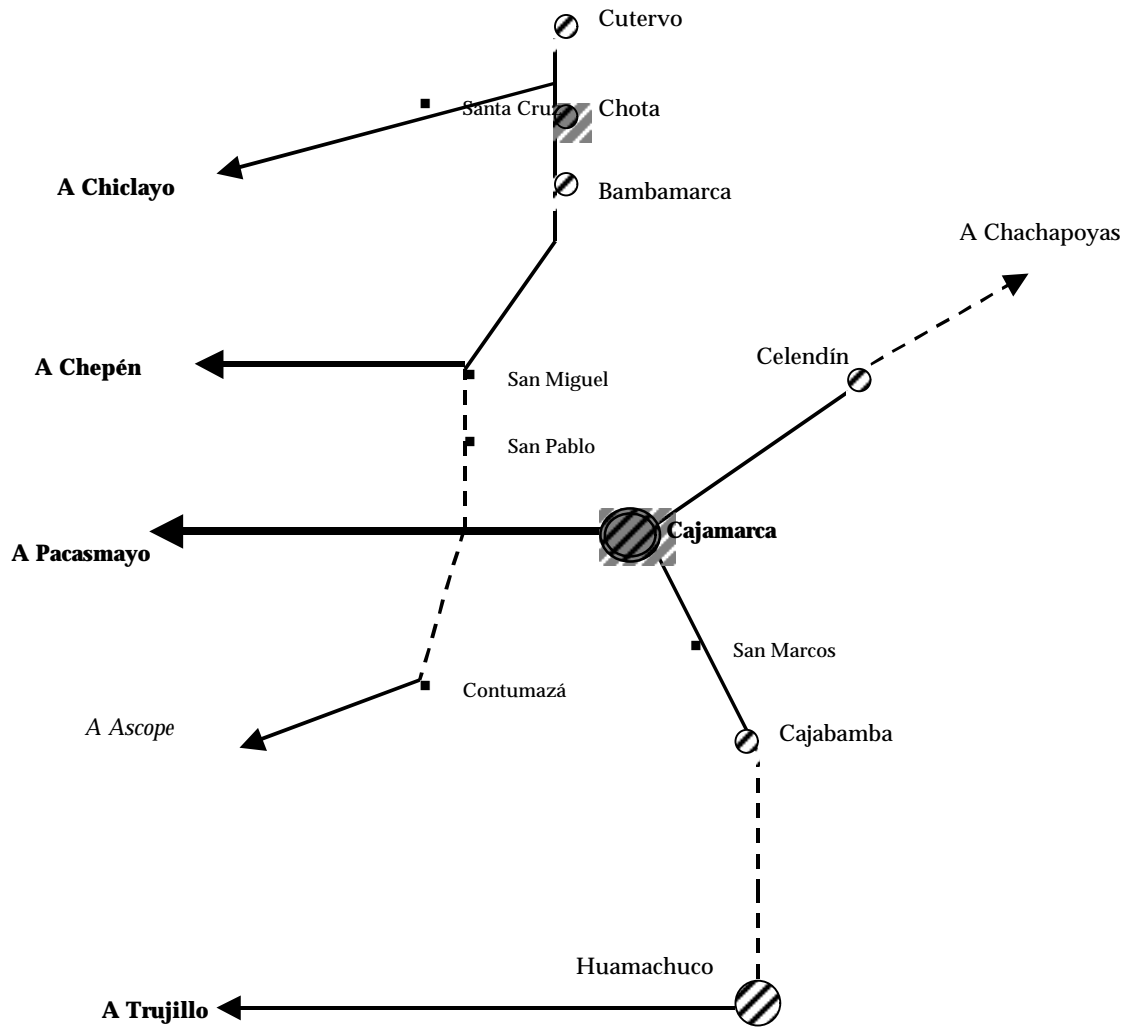 Cutervo
Santa Cruz
Chota
A Chiclayo
Bambamarca
A Chachapoyas
Celendín
A Chepén
San Miguel
San Pablo
Cajamarca
A Pacasmayo
San Marcos
Contumazá
A Ascope
Cajabamba
Huamachuco
A Trujillo